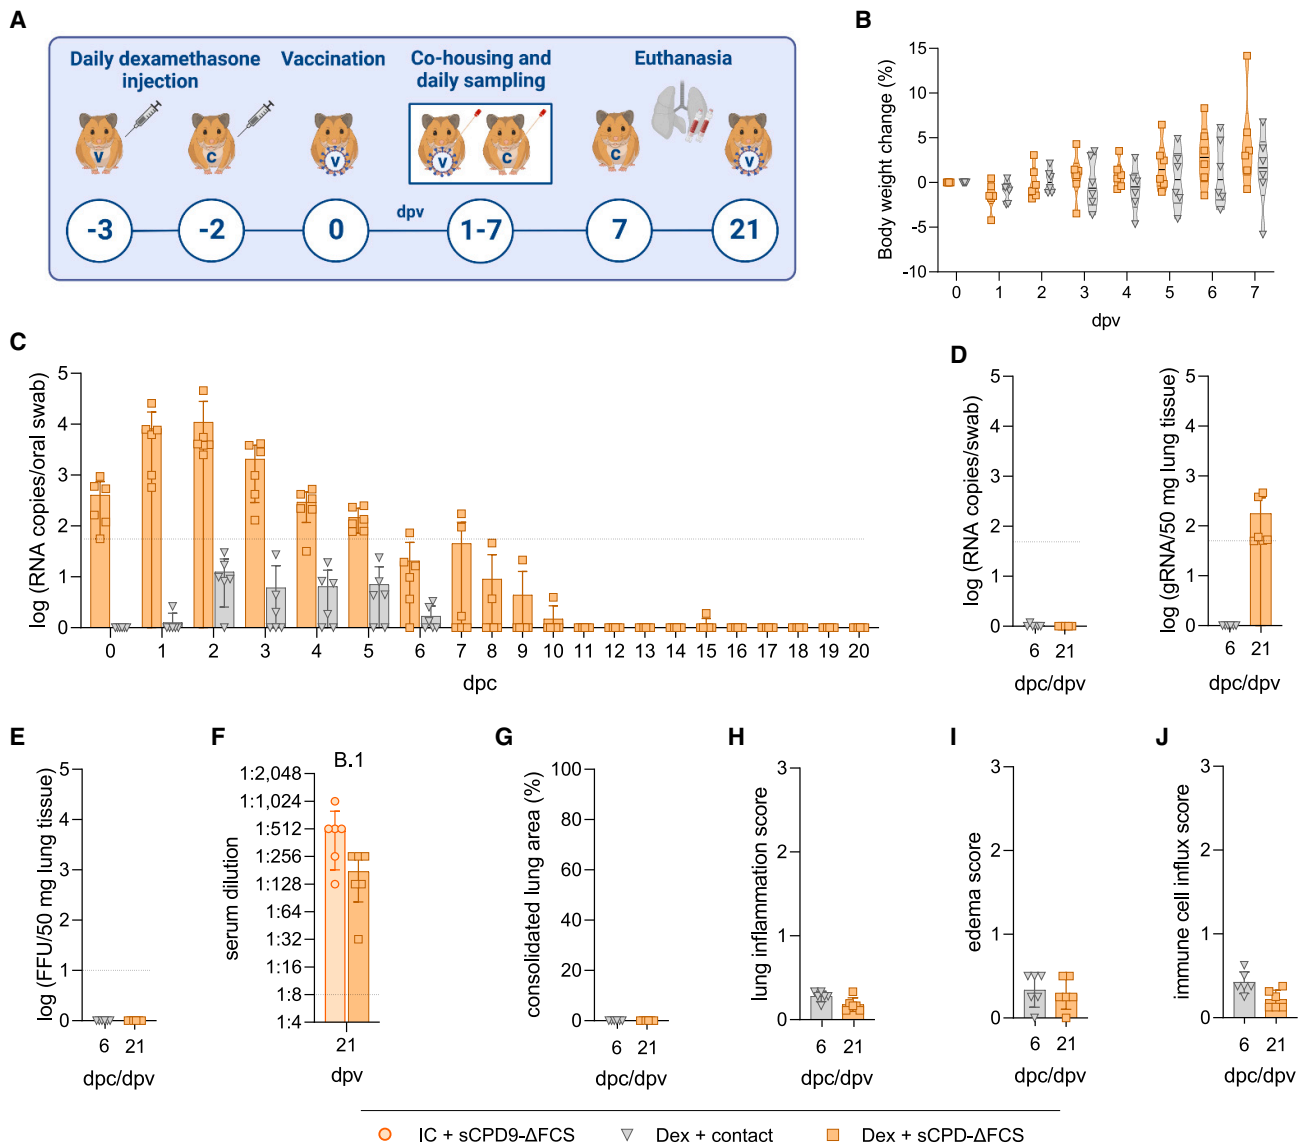 A
Daily dexamethasone
injection
Vaccination
Co-housing and
daily sampling
Euthanasia
V
C
V
V
C
C
V
dpv
-3
-2
0
1-7
7
21
B
Body weight change (%)
15
10
5
0
-5
-10
0 1 2 3 4 5 6 7
dpv
C
log (RNA copies/oral swab)
5
4
3
2
1
0
0 1 2 3 4 5 6 7 8 9 10 11 12 13 14 15 16 17 18 19 20
dpc
D
log (RNA copies/swab)
5
4
3
2
1
0
6 21
dpc/dpv
log (gRNA/50 mg lung tissue)
5
4
3
2
1
0
6 21
dpc/dpv
E
log (FFU/50 mg lung tissue)
5
4
3
2
1
0
6 21
dpc/dpv
F
B.1
serum dilution
1:2,048
1:1,024
1:512
1:256
1:128
1:64
1:32
1:16
1:8
1:4
21
dpv
G
consolidated lung area (%)
100
80
60
40
20
0
6 21
dpc/dpv
H
lung inflammation score
3
2
1
0
6 21
dpc/dpv
I
edema score
3
2
1
0
6 21
dpc/dpv
J
immune cell influx score
3
2
1
0
6 21
dpc/dpv
IC + sCPD9-ΔFCS
Dex + contact
Dex + sCPD-ΔFCS